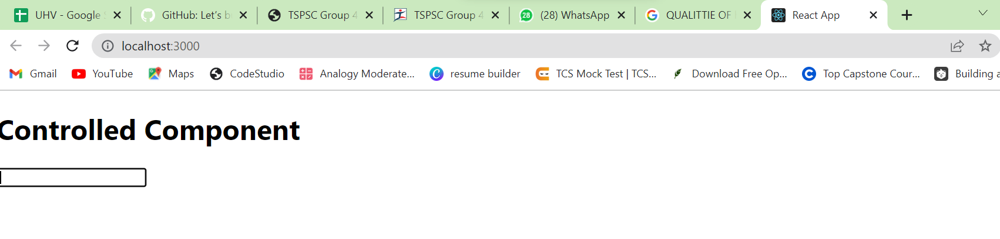 UHV - Google GitHub: Let's b TSPSC Group 4 TSPSC Group 4 28 (28) WhatsApp QUALITTIE OF React App
localhost:3000
Gmail YouTube Maps CodeStudio Analogy Moderate... resume builder TCS Mock Test | TCS... Download Free Op... Top Capstone Cour... Building a
Controlled Component